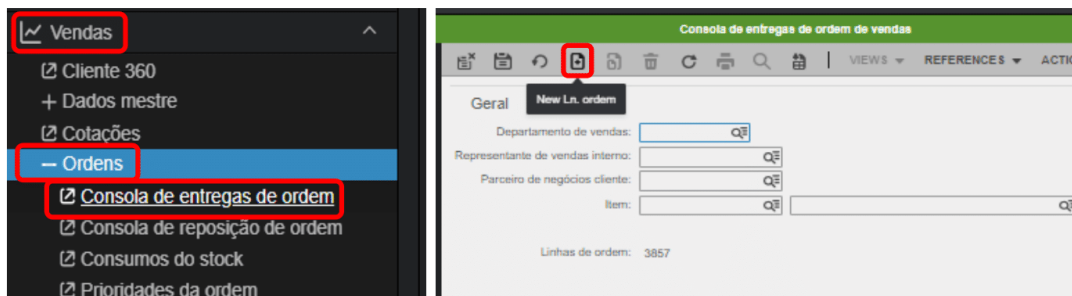 Vendas
Cliente 360
+ Dados mestre
Cotações
– Ordens
Consola de entregas de ordem
Consola de reposição de ordem
Consumos do stock
Prioridades da ordem
Consola de entregas de ordem de vendas
VIEWS REFERENCES ACTI
New Ln. ordem
Geral
Departamento de vendas:
Representante de vendas interno:
Parceiro de negócios cliente:
Item:
Linhas de ordem: 3857